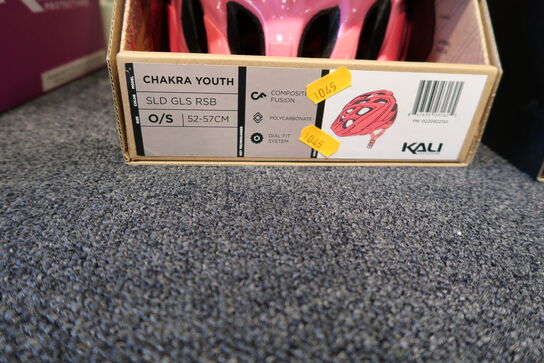 CHAKRA YOUTH
SLD GLS RSB
O/S 52-57CM
COMPOSITE
FUSION
POLYCARBONATE
DIAL FIT
SYSTEM
1045
1045
KALI